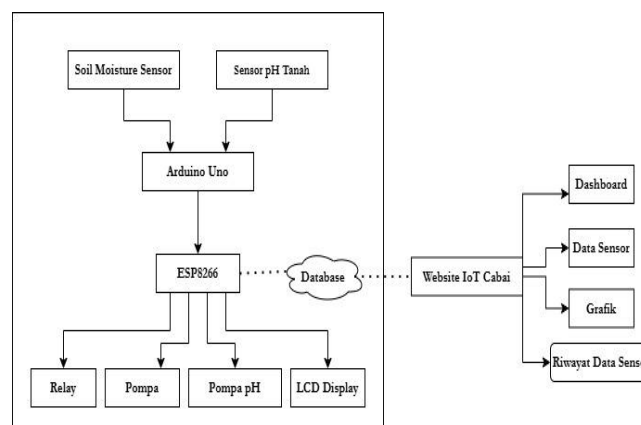 Soil Moisture Sensor
Sensor pH Tanah
Arduino Uno
ESP8266
Database
Website IoT Cabai
Dashboard
Data Sensor
Grafik
Riwayat Data Sense
Relay
Pompa
Pompa pH
LCD Display